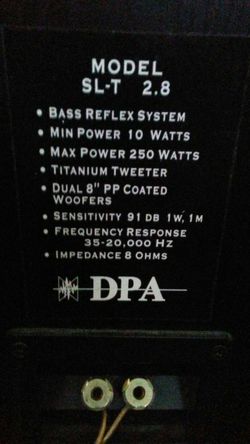 MODEL
SL-T 2.8
• BASS REFLEX SYSTEM
• MIN POWER 10 WATTS
• MAX POWER 250 WATTS
• TITANIUM TWEETER
• DUAL 8" PP COATED
WOOFERS
• SENSITIVITY 91 DB 1W, 1M
• FREQUENCY RESPONSE
35-20,000 HZ
• IMPEDANCE 8 OHMS
DPA